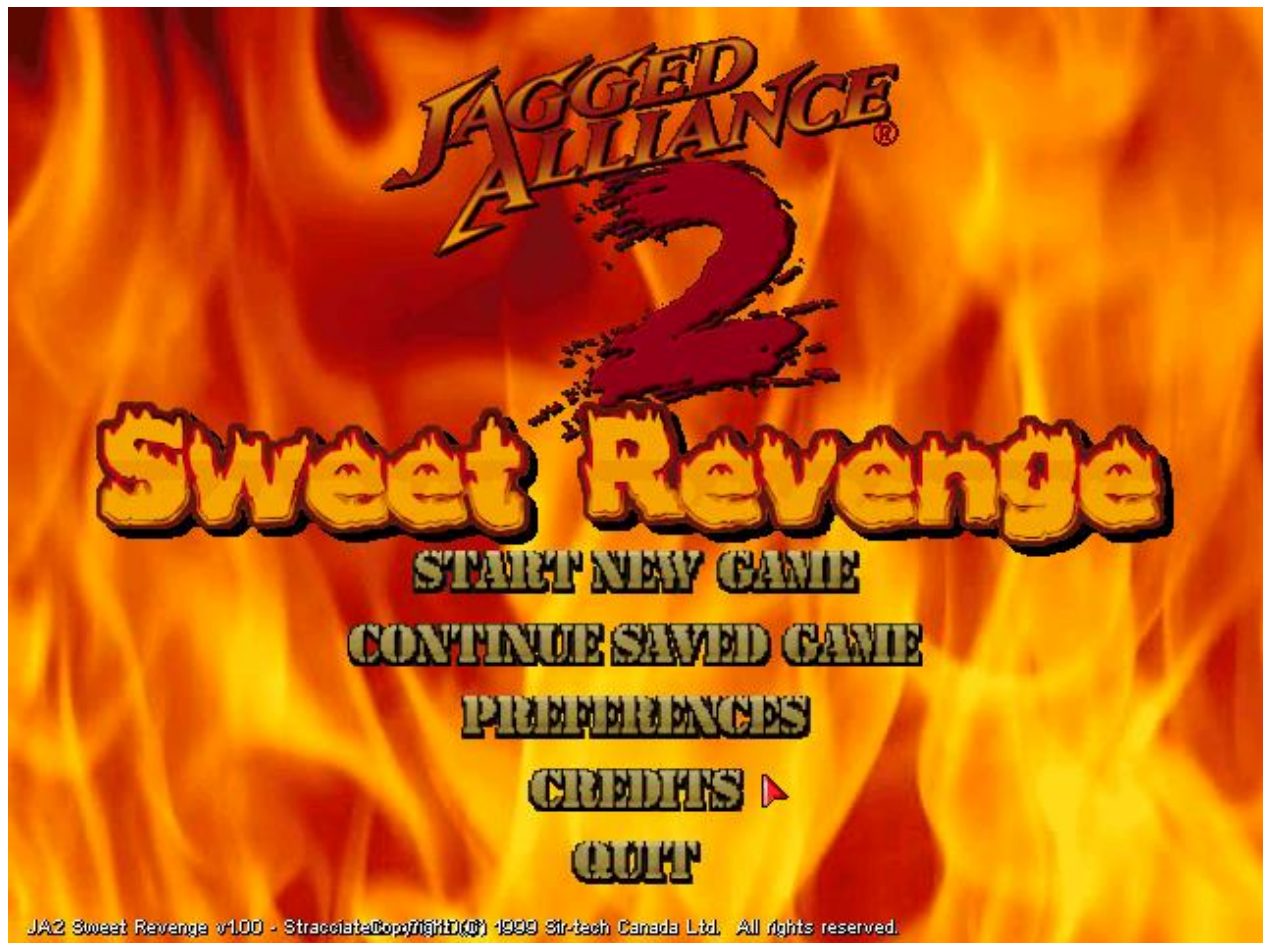 JAGGED
ALLIANCE ®
2
Sweet Revenge
START NEW GAME
CONTINUE SAVED GAME
PREFERENCES
CREDITS
QUIT
JA2 Sweet Revenge v1.00 - Stracciate 1999 Sir-tech Canada Ltd. All rights reserved.